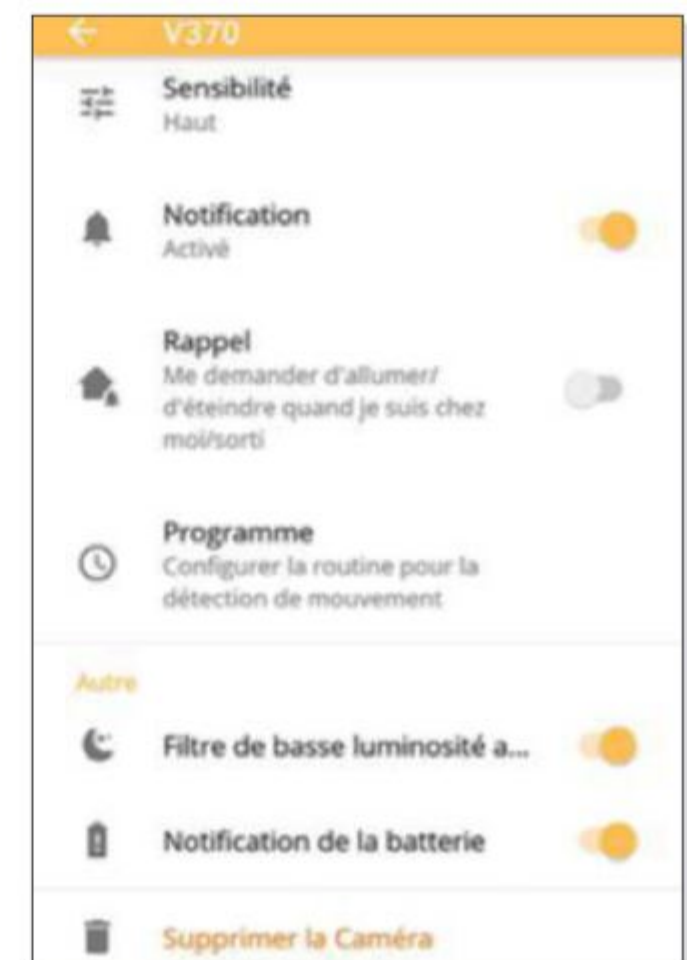 V370
Sensibilité
Haut
Notification
Activé
Rappel
Me demander d'allumer/
d'éteindre quand je suis chez
moi/sorti
Programme
Configurer la routine pour la
détection de mouvement
Autre
Filtre de basse luminosité a...
Notification de la batterie
Supprimer la Caméra